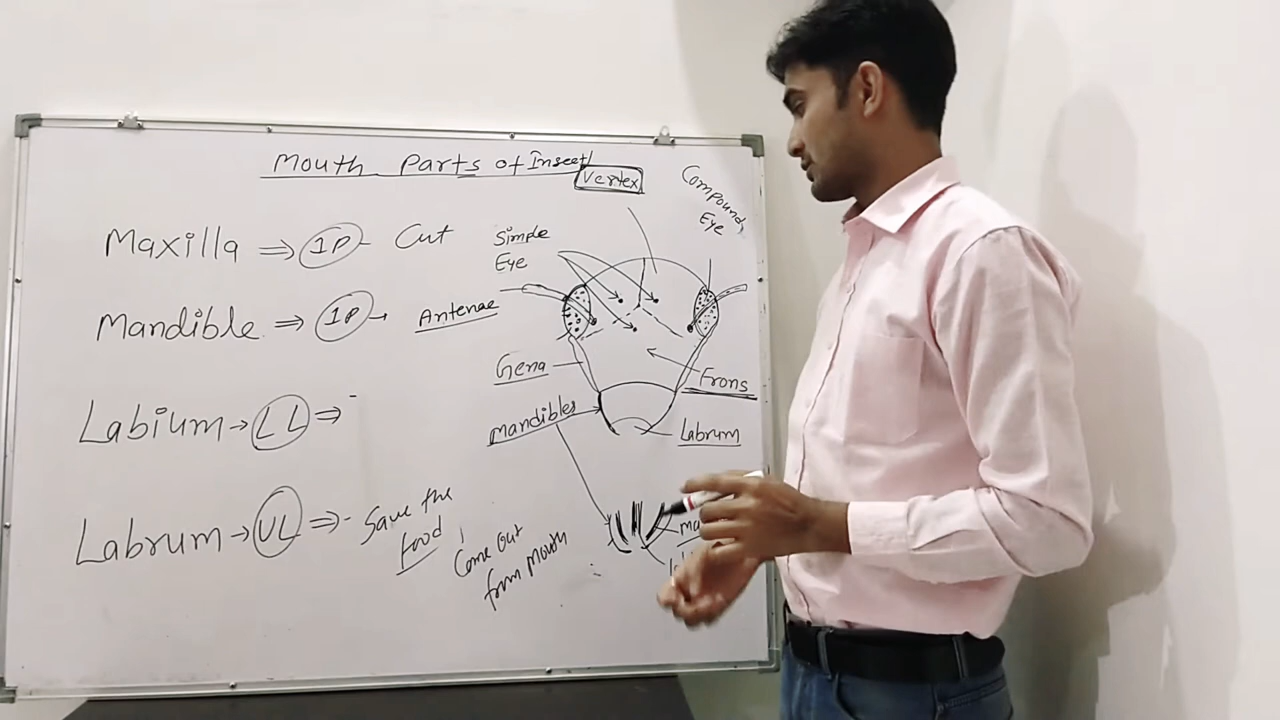 Mouth Parts of Insect
Vertex
Compound
Eye
Maxilla ⇒ 1P - Cut
Simple
Eye
Mandible ⇒ 1P →
Antenae
Gena
Frons
Labium → LL ⇒ -
mandibles
Labrum
Labrum → UL ⇒ - Save the
food
Come Out
from mouth